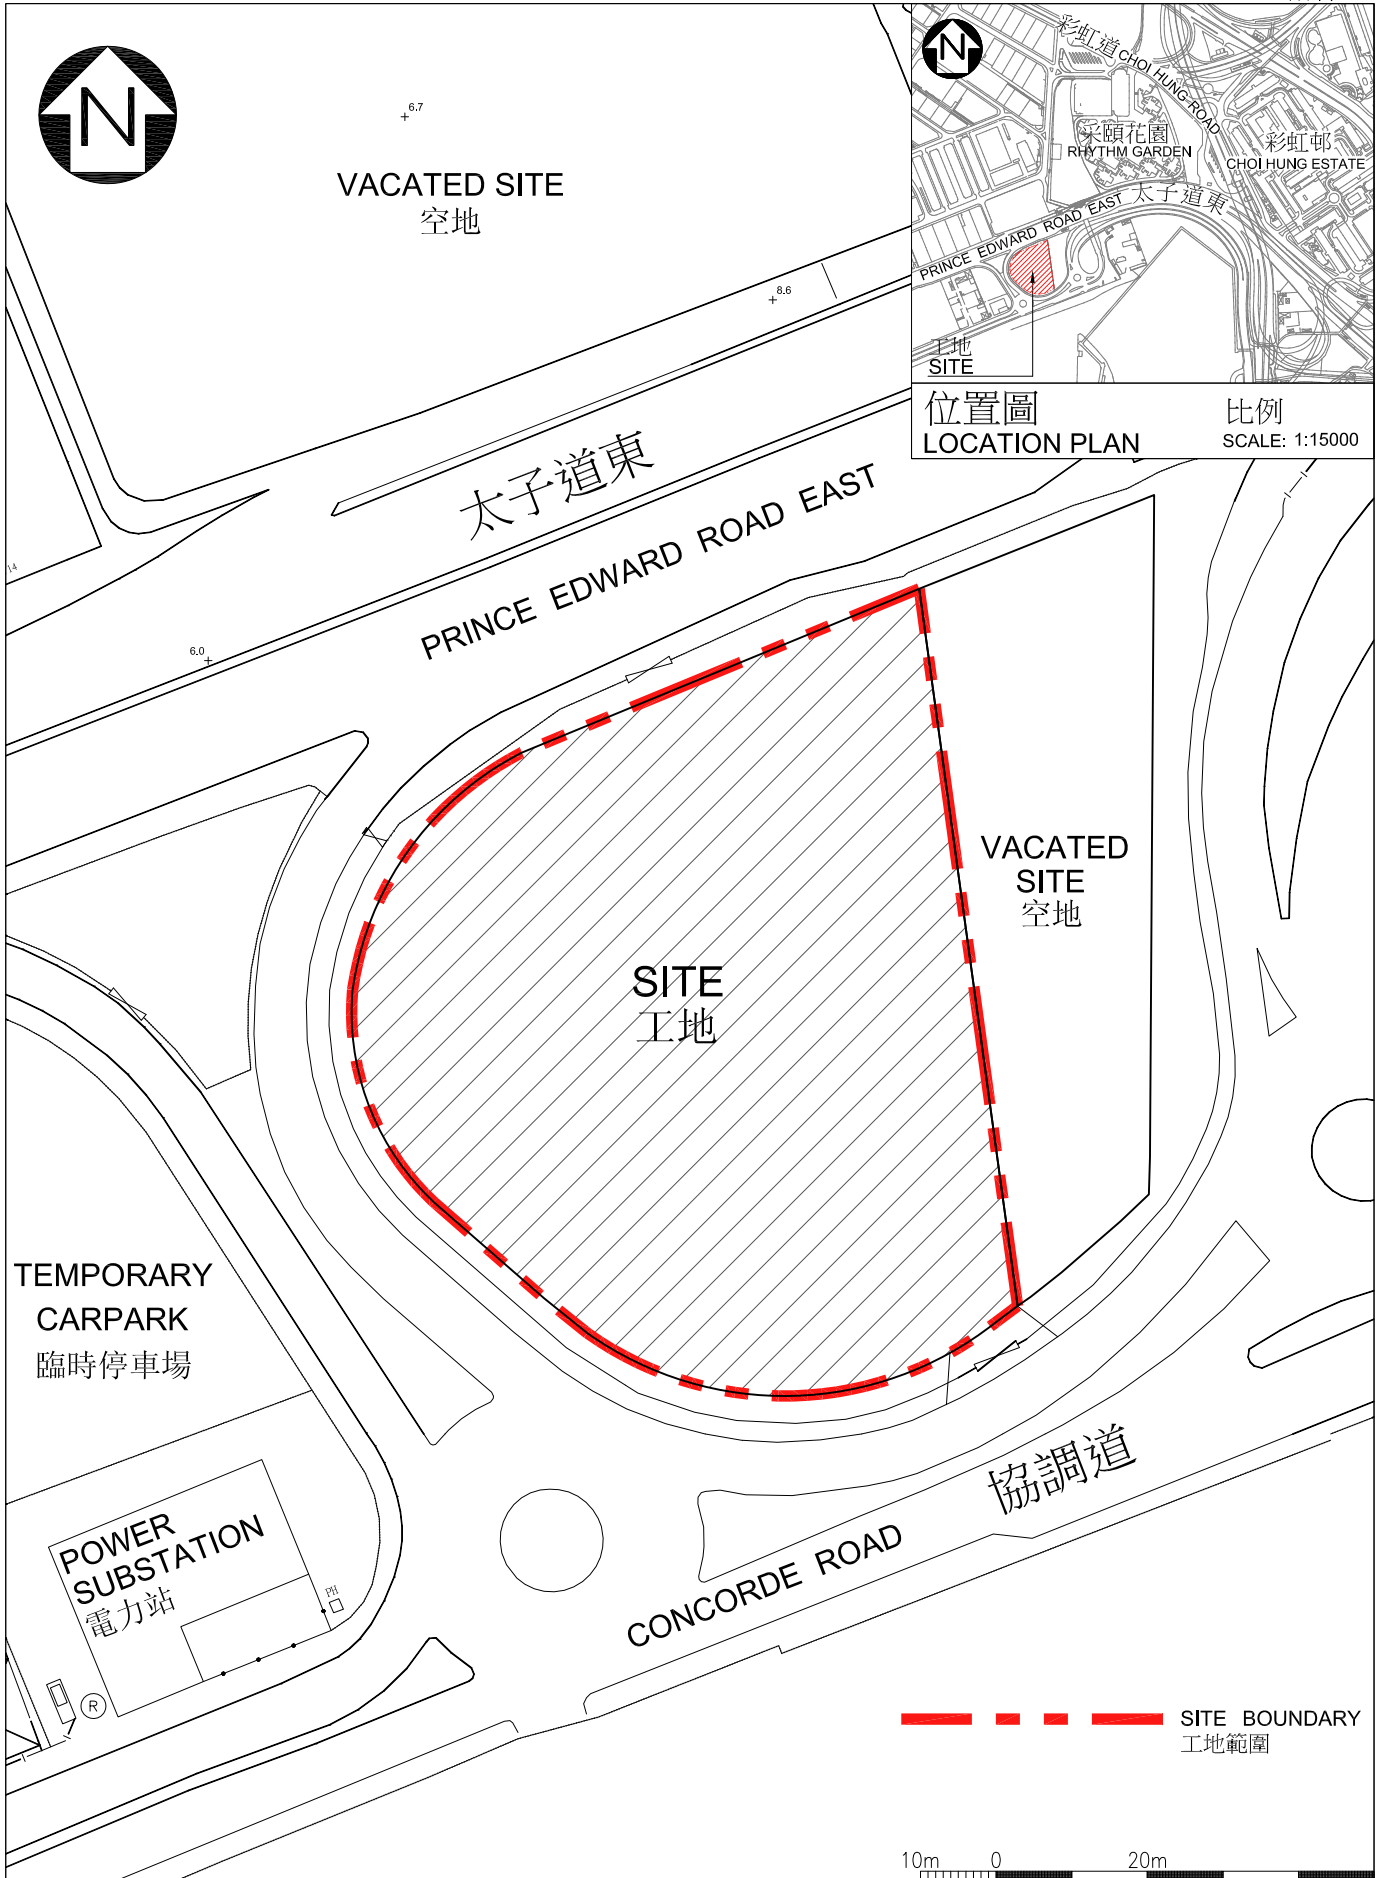 N
6.7
VACATED SITE
空地
8.6
N
彩虹道 CHOI HUNG ROAD
采頤花園
RHYTHM GARDEN
彩虹邨
CHOI HUNG ESTATE
PRINCE EDWARD ROAD EAST 太子道東
工地
SITE
位置圖
LOCATION PLAN
比例
SCALE: 1:15000
太子道東
PRINCE EDWARD ROAD EAST
14
6.0
VACATED
SITE
空地
SITE
工地
TEMPORARY
CARPARK
臨時停車場
POWER
SUBSTATION
電力站
PH
R
協調道
CONCORDE ROAD
SITE BOUNDARY
工地範圍
10m 0 20m